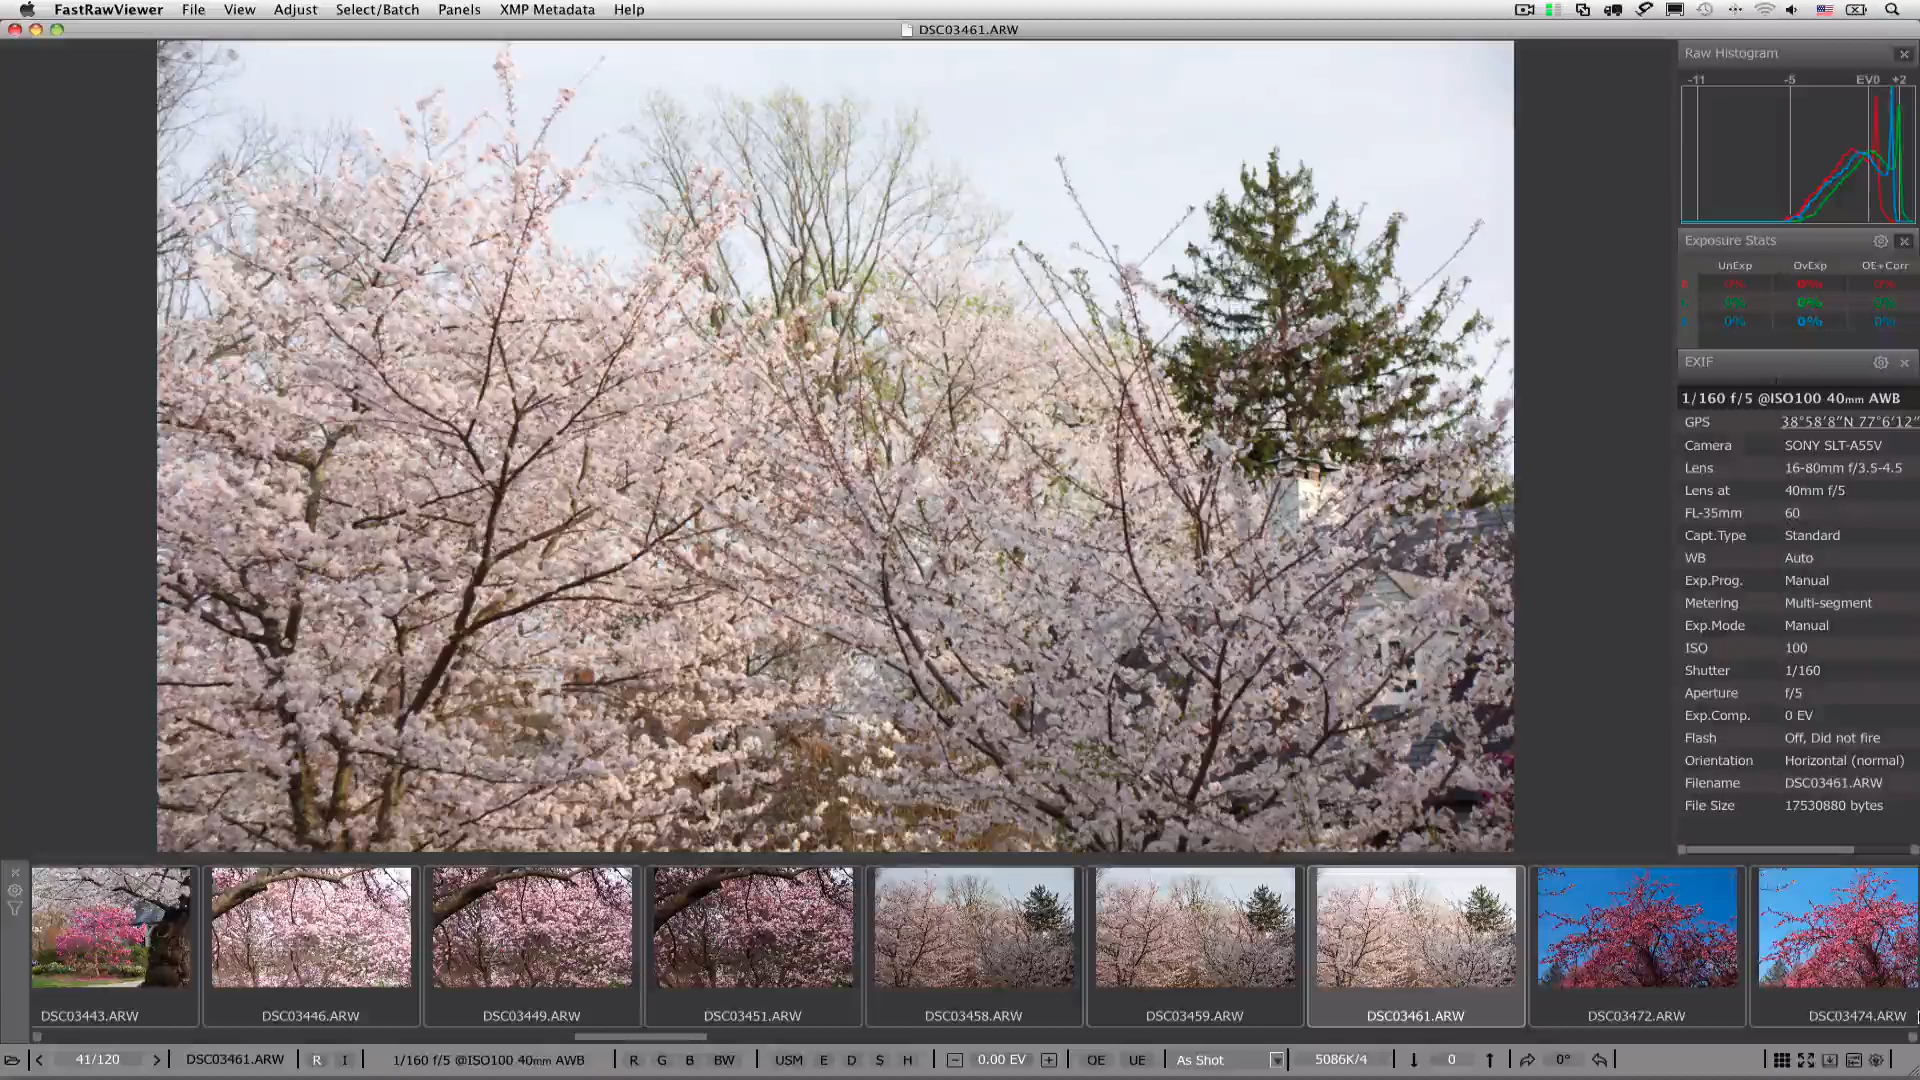 FastRawViewer File View Adjust Select/Batch Panels XMP Metadata Help
DSC03461.ARW
Raw Histogram
-11 -5 EV0 +2
Exposure Stats
UnExp OvExp OE+Corr
0% 0% 0%
0% 0% 0%
0% 0% 0%
EXIF
1/160 f/5 @ISO100 40mm AWB
GPS 38°58'8"N 77°6'12"
Camera SONY SLT-A55V
Lens 16-80mm f/3.5-4.5
Lens at 40mm f/5
FL-35mm 60
Capt.Type Standard
WB Auto
Exp.Prog. Manual
Metering Multi-segment
Exp.Mode Manual
ISO 100
Shutter 1/160
Aperture f/5
Exp.Comp. 0 EV
Flash Off, Did not fire
Orientation Horizontal (normal)
Filename DSC03461.ARW
File Size 17530880 bytes
DSC03443.ARW DSC03446.ARW DSC03449.ARW DSC03451.ARW DSC03458.ARW DSC03459.ARW DSC03461.ARW DSC03472.ARW DSC03474.ARW
41/120 DSC03461.ARW R I 1/160 f/5 @ISO100 40mm AWB R G B BW USM E D S H 0.00 EV OE UE As Shot 5086K/4 0 0°